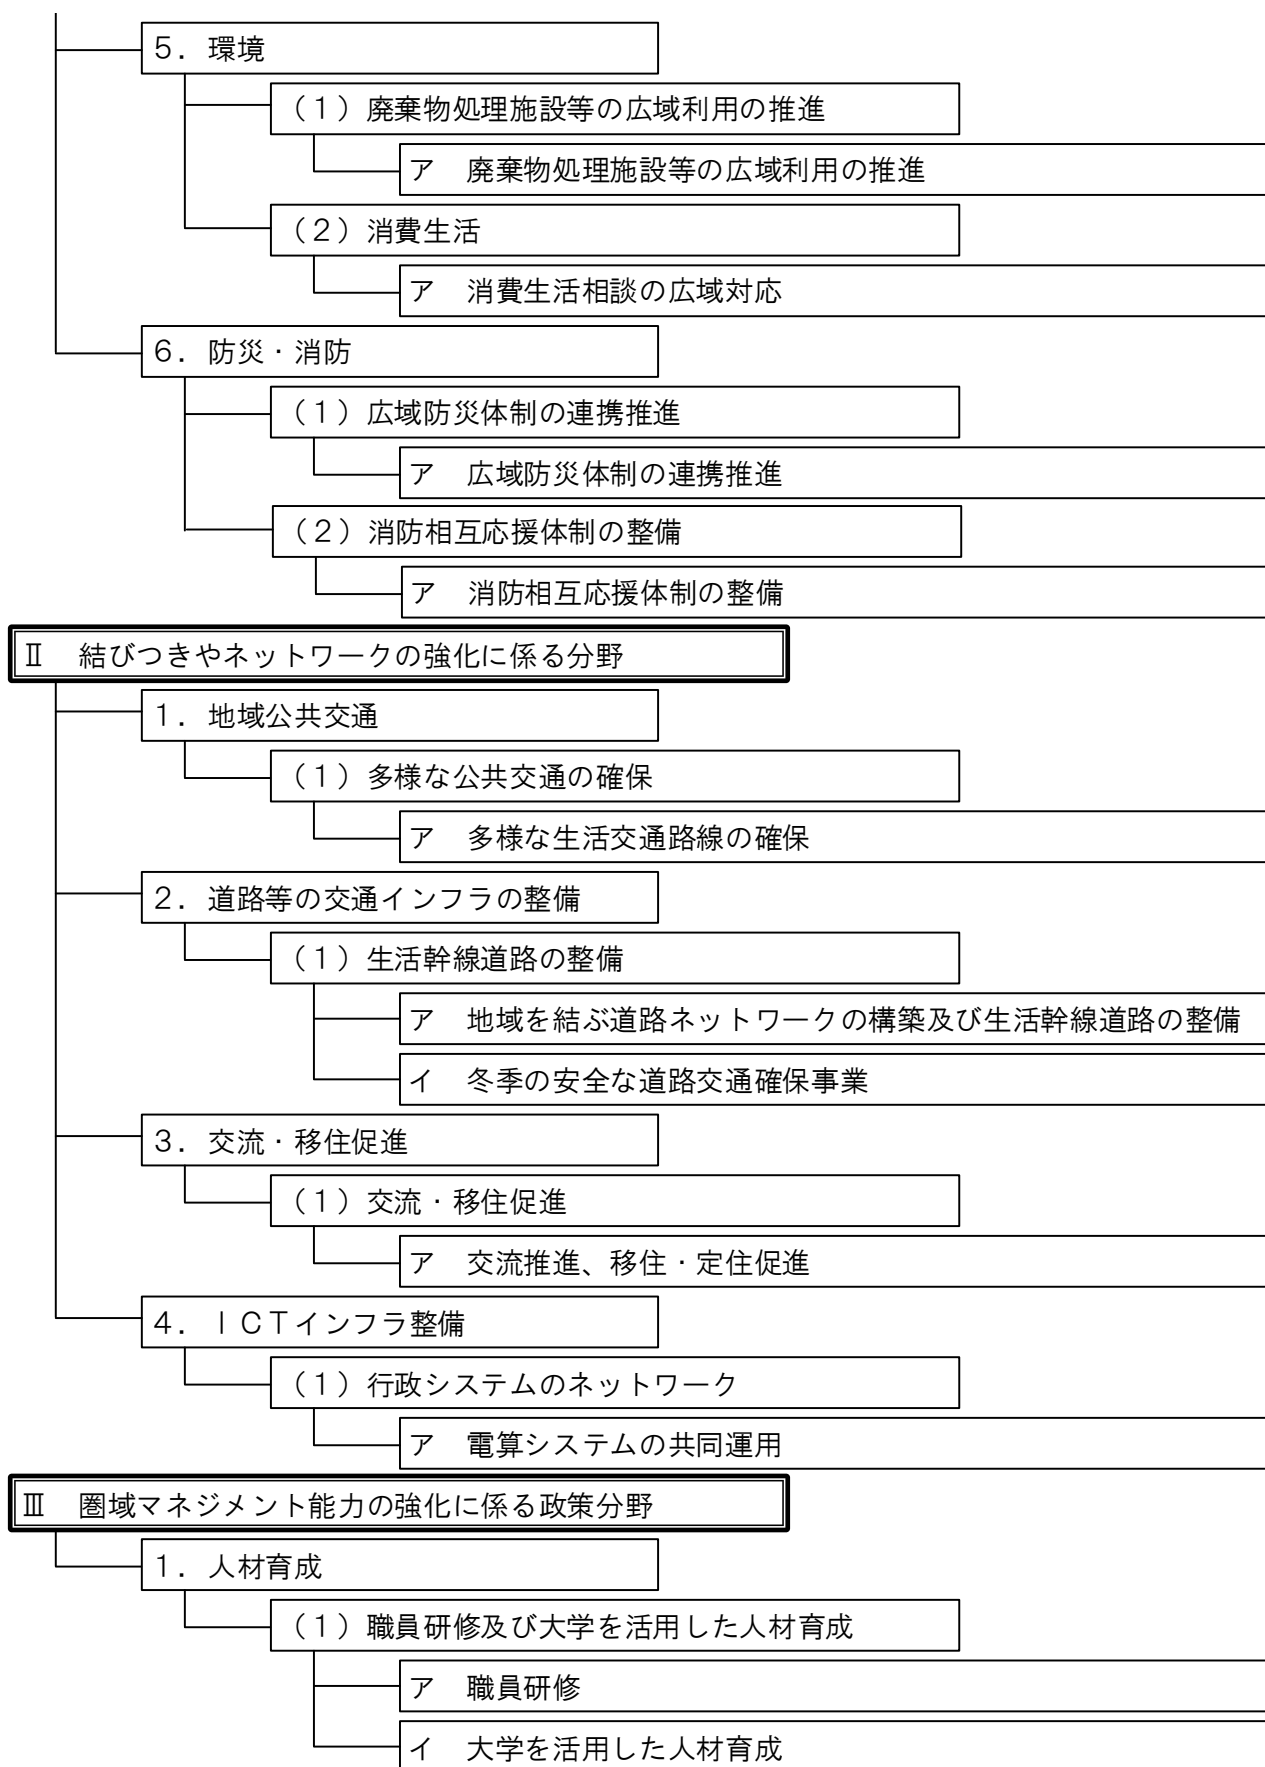 ５．環境
（１）廃棄物処理施設等の広域利用の推進
ア　廃棄物処理施設等の広域利用の推進
（２）消費生活
ア　消費生活相談の広域対応
６．防災・消防
（１）広域防災体制の連携推進
ア　広域防災体制の連携推進
（２）消防相互応援体制の整備
ア　消防相互応援体制の整備
Ⅱ　結びつきやネットワークの強化に係る分野
１．地域公共交通
（１）多様な公共交通の確保
ア　多様な生活交通路線の確保
２．道路等の交通インフラの整備
（１）生活幹線道路の整備
ア　地域を結ぶ道路ネットワークの構築及び生活幹線道路の整備
イ　冬季の安全な道路交通確保事業
３．交流・移住促進
（１）交流・移住促進
ア　交流推進、移住・定住促進
４．ＩＣＴインフラ整備
（１）行政システムのネットワーク
ア　電算システムの共同運用
Ⅲ　圏域マネジメント能力の強化に係る政策分野
１．人材育成
（１）職員研修及び大学を活用した人材育成
ア　職員研修
イ　大学を活用した人材育成